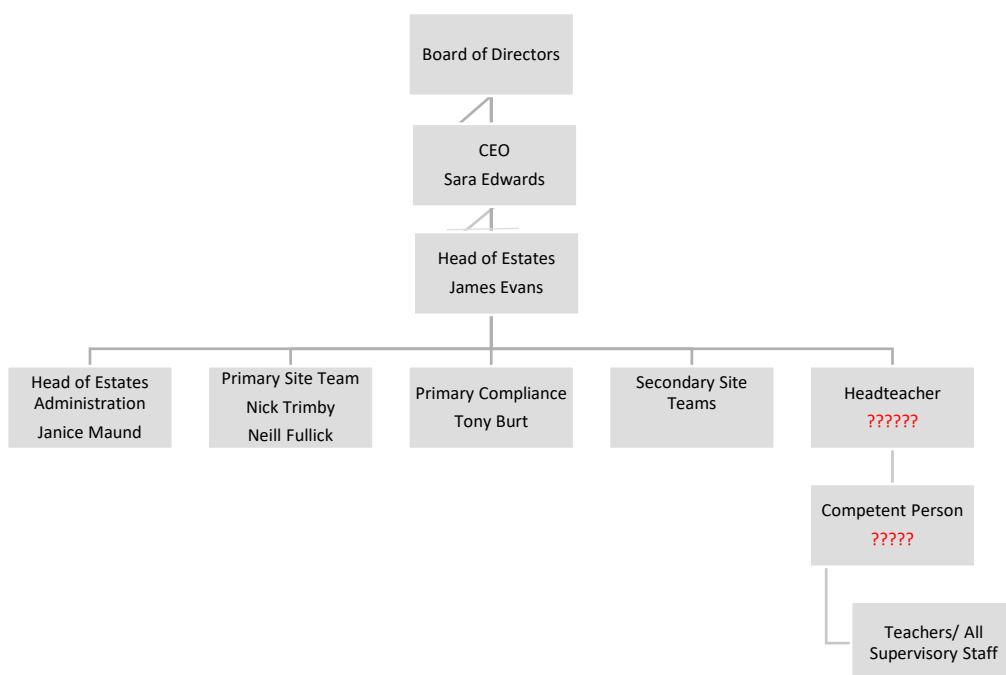 Board of Directors
CEO
Sara Edwards
Head of Estates
James Evans
Head of Estates
Administration
Janice Maund
Primary Site Team
Nick Trimby
Neill Fullick
Primary Compliance
Tony Burt
Secondary Site
Teams
Headteacher
??????
Competent Person
?????
Teachers/ All
Supervisory Staff